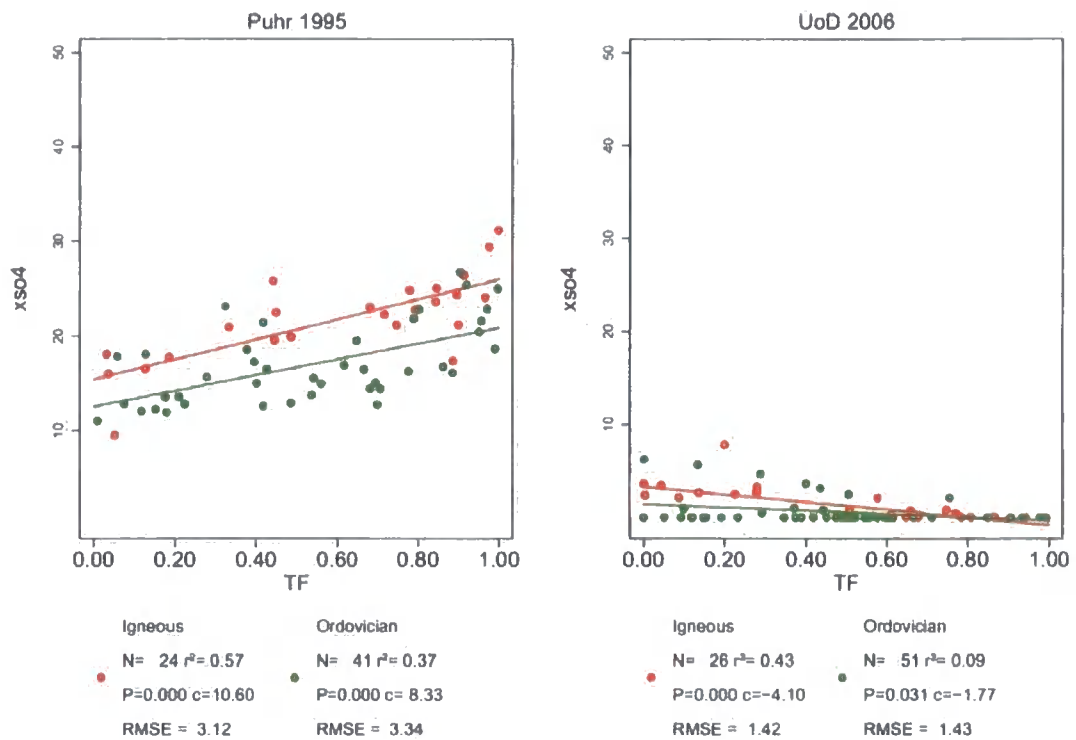 Puhr 1995
50
40
30
20
10
xso4
0.00 0.20 0.40 0.60 0.80 1.00
TF
Igneous
N= 24 r²= 0.57
P=0.000 c=10.60
RMSE = 3.12
Ordovician
N= 41 r²= 0.37
P=0.000 c= 8.33
RMSE = 3.34
UoD 2006
50
40
30
20
10
xso4
0.00 0.20 0.40 0.60 0.80 1.00
TF
Igneous
N= 26 r²= 0.43
P=0.000 c=−4.10
RMSE = 1.42
Ordovician
N= 51 r²= 0.09
P=0.031 c=−1.77
RMSE = 1.43